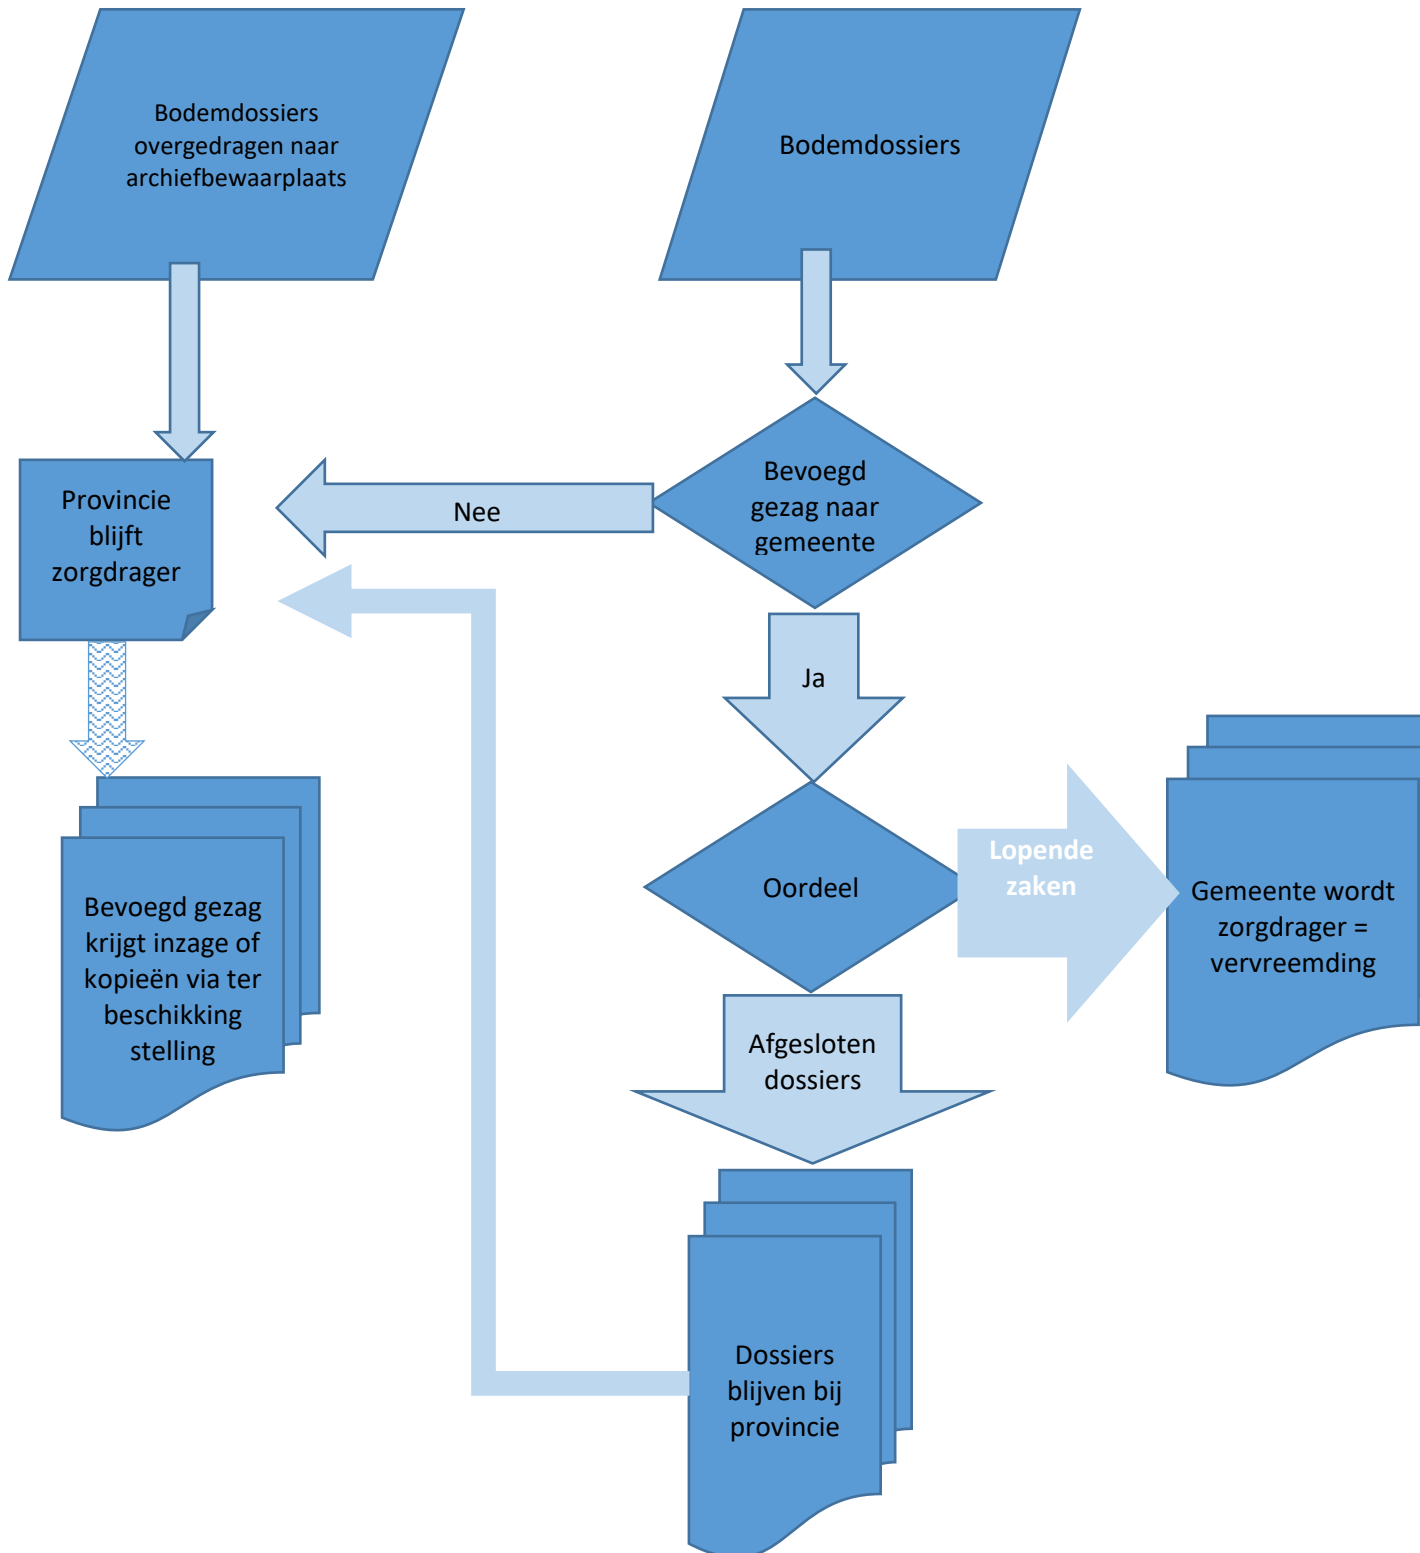 Bodemdossiers
overgedragen naar
archiefbewaarplaats
Bodemdossiers
Provincie
blijft
zorgdrager
Nee
Bevoegd
gezag naar
gemeente
Ja
Oordeel
Lopende
zaken
Gemeente wordt
zorgdrager =
vervreemding
Bevoegd gezag
krijgt inzage of
kopieën via ter
beschikking
stelling
Afgesloten
dossiers
Dossiers
blijven bij
provincie